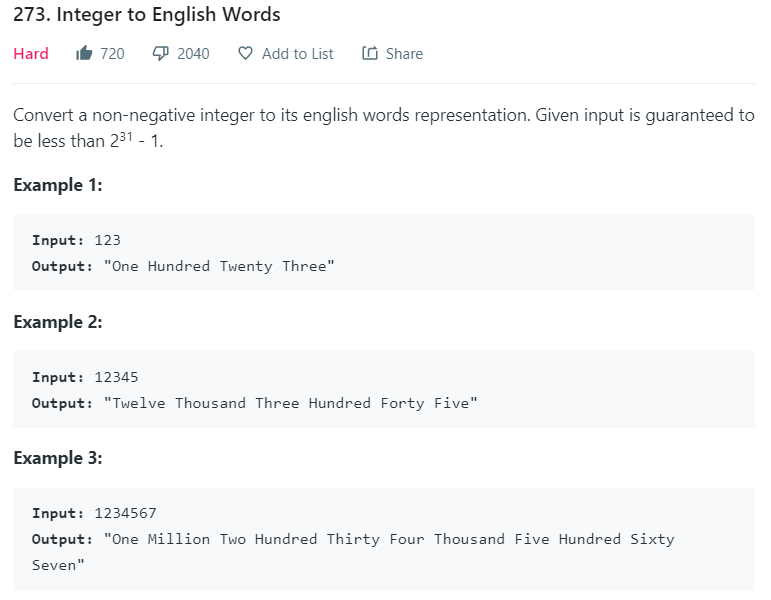 273. Integer to English Words
Hard 720 2040 Add to List Share
Convert a non-negative integer to its english words representation. Given input is guaranteed to
be less than 2³¹ - 1.
Example 1:
Input: 123
Output: "One Hundred Twenty Three"
Example 2:
Input: 12345
Output: "Twelve Thousand Three Hundred Forty Five"
Example 3:
Input: 1234567
Output: "One Million Two Hundred Thirty Four Thousand Five Hundred Sixty
Seven"